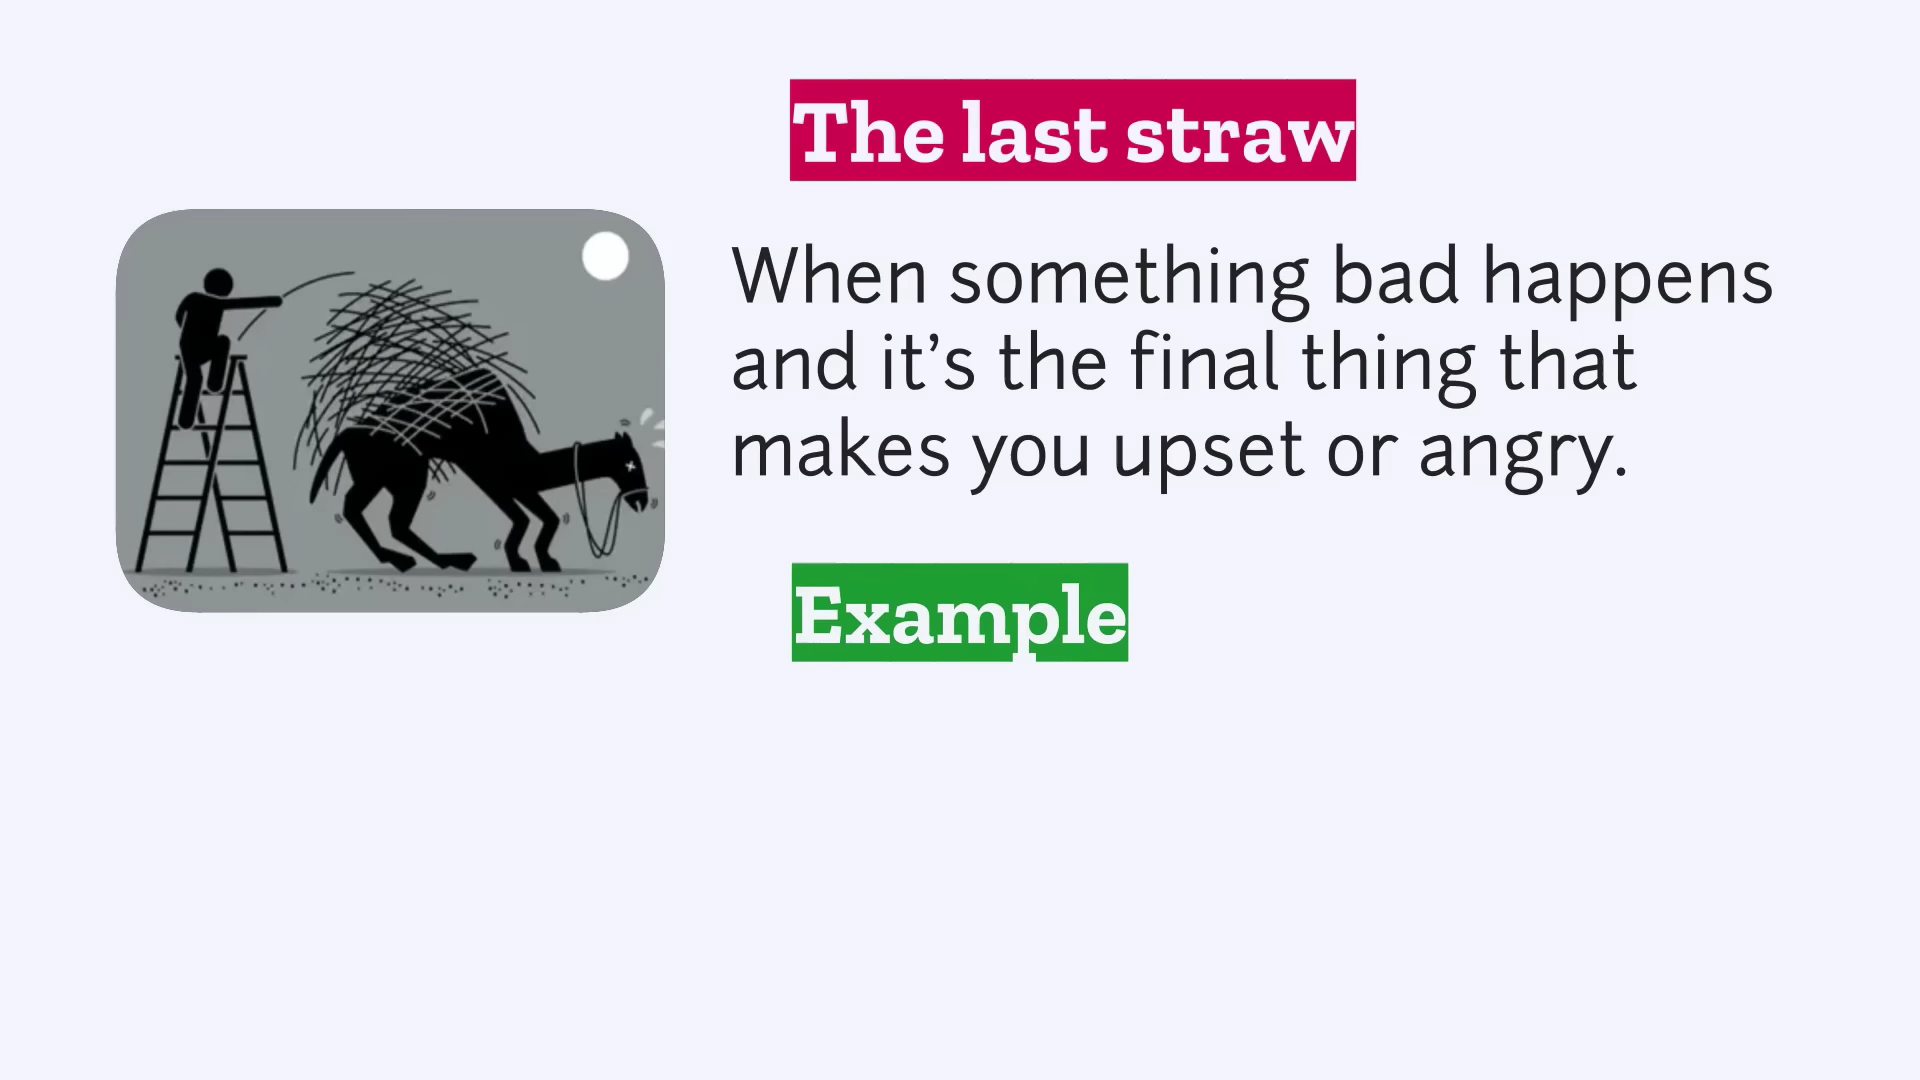 The last straw
When something bad happens
and it’s the final thing that
makes you upset or angry.
Example